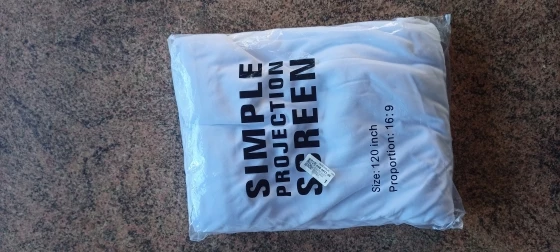 SIMPLE
PROJECTION
SCREEN
Size: 120 inch
Proportion: 16:9